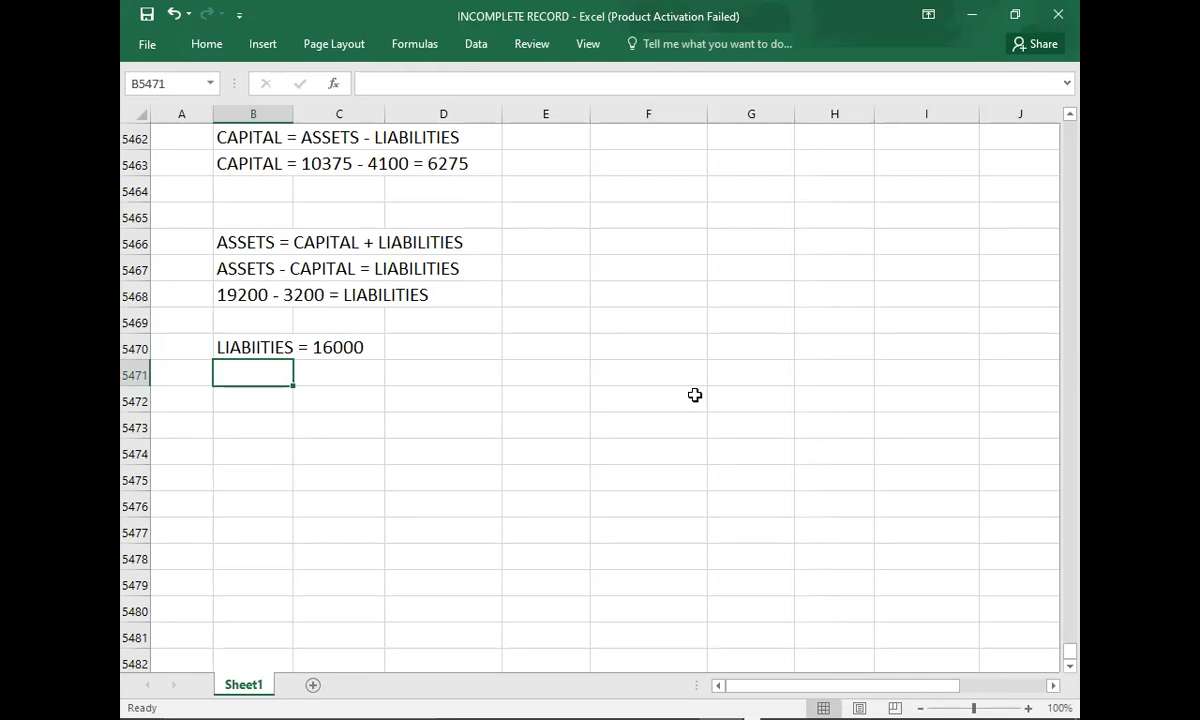 INCOMPLETE RECORD - Excel (Product Activation Failed)
File Home Insert Page Layout Formulas Data Review View Tell me what you want to do... Share
B5471 fx
A B C D E F G H I J
5462 CAPITAL = ASSETS - LIABILITIES
5463 CAPITAL = 10375 - 4100 = 6275
5464
5465
5466 ASSETS = CAPITAL + LIABILITIES
5467 ASSETS - CAPITAL = LIABILITIES
5468 19200 - 3200 = LIABILITIES
5469
5470 LIABIITIES = 16000
5471
5472
5473
5474
5475
5476
5477
5478
5479
5480
5481
5482
Sheet1
Ready 100%